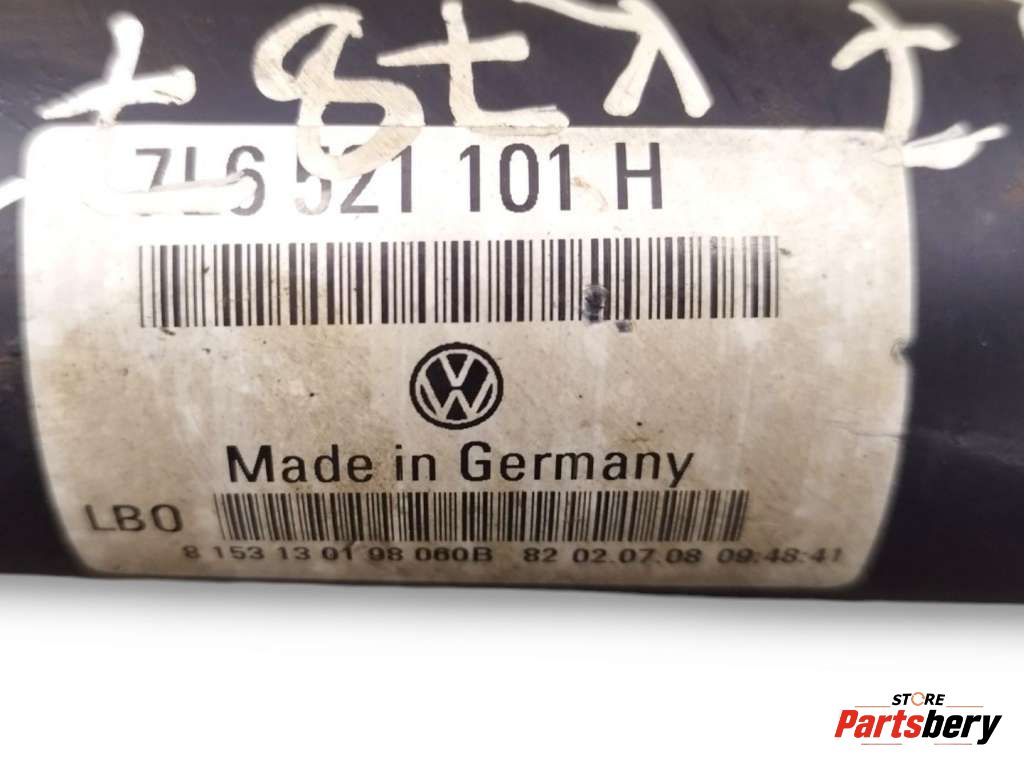 7L6 521 101 H
Made in Germany
LBO
8 153 13 01 98 060B 82 02.07.08 09:48:41
STORE
Partsbery